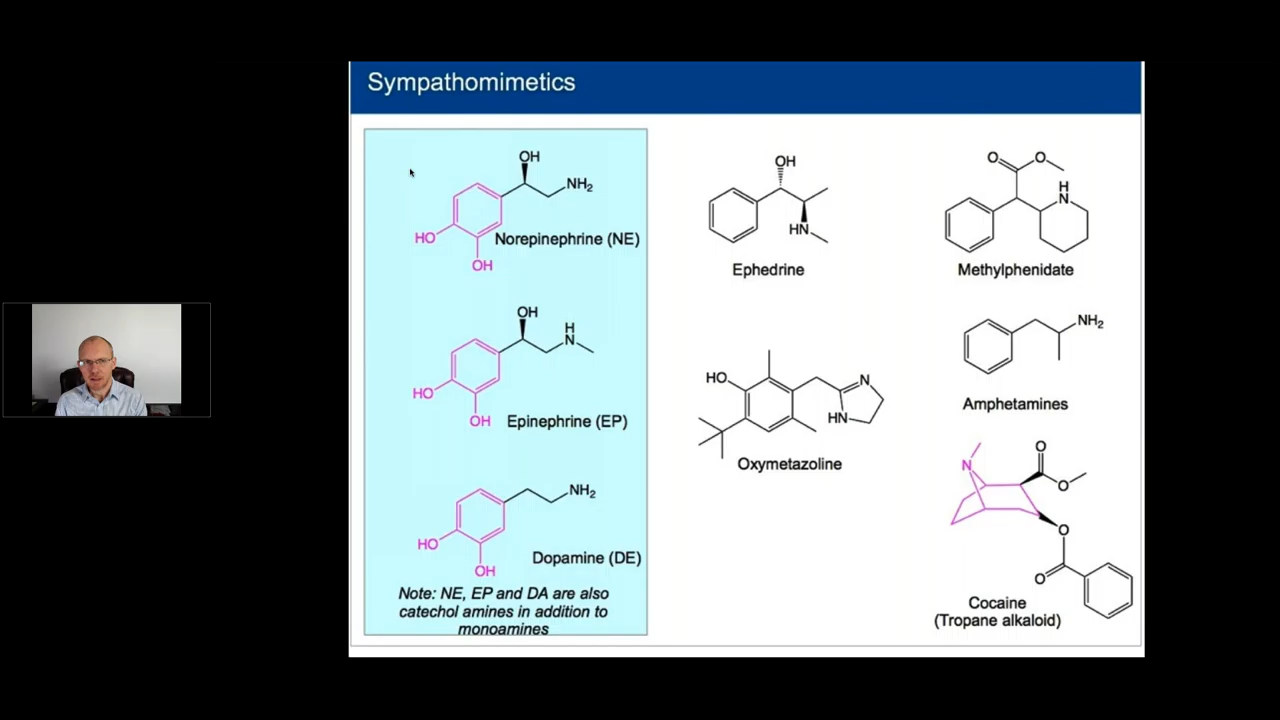 Sympathomimetics
OH
NH2
HO
OH
Norepinephrine (NE)
OH
H
N
HO
OH
Epinephrine (EP)
NH2
HO
OH
Dopamine (DE)
Note: NE, EP and DA are also
catechol amines in addition to
monoamines
OH
HN
Ephedrine
HO
N
HN
Oxymetazoline
O
O
H
N
Methylphenidate
NH2
Amphetamines
N
O
O
O
O
Cocaine
(Tropane alkaloid)